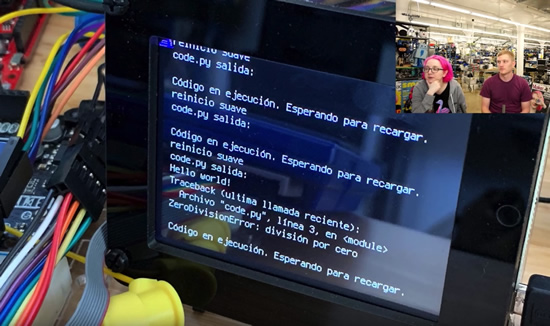 reinicio suave
code.py salida:
Código en ejecución. Esperando para recargar.
reinicio suave
code.py salida:
Código en ejecución. Esperando para recargar.
reinicio suave
code.py salida:
Hello world!
Traceback (ultima llamada reciente):
Archivo "code.py", línea 3, en <module>
ZeroDivisionError: división por cero
Código en ejecución. Esperando para recargar.